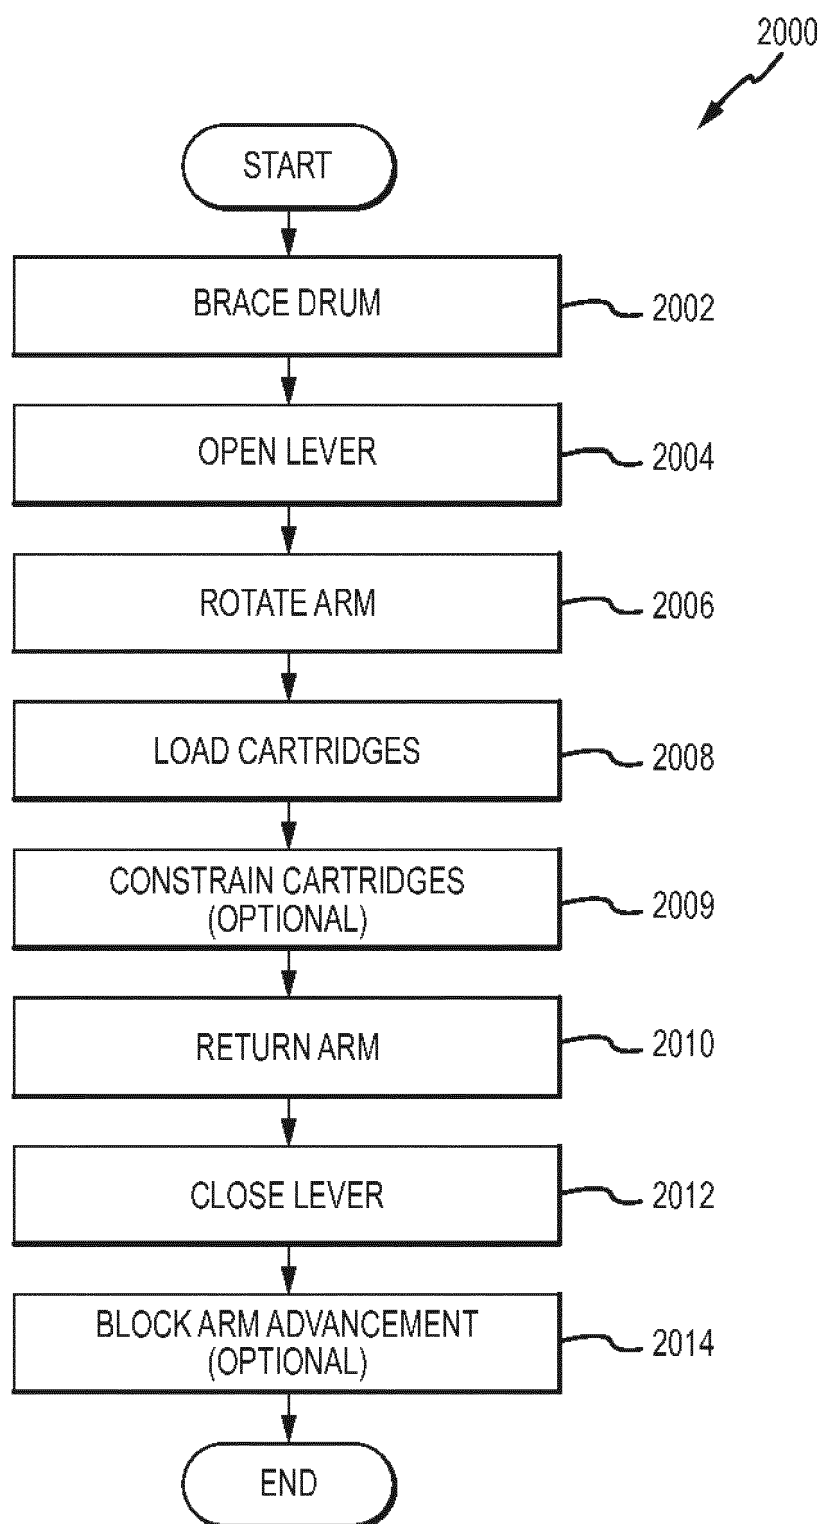 2000
START
BRACE DRUM
2002
OPEN LEVER
2004
ROTATE ARM
2006
LOAD CARTRIDGES
2008
CONSTRAIN CARTRIDGES
(OPTIONAL)
2009
RETURN ARM
2010
CLOSE LEVER
2012
BLOCK ARM ADVANCEMENT
(OPTIONAL)
2014
END